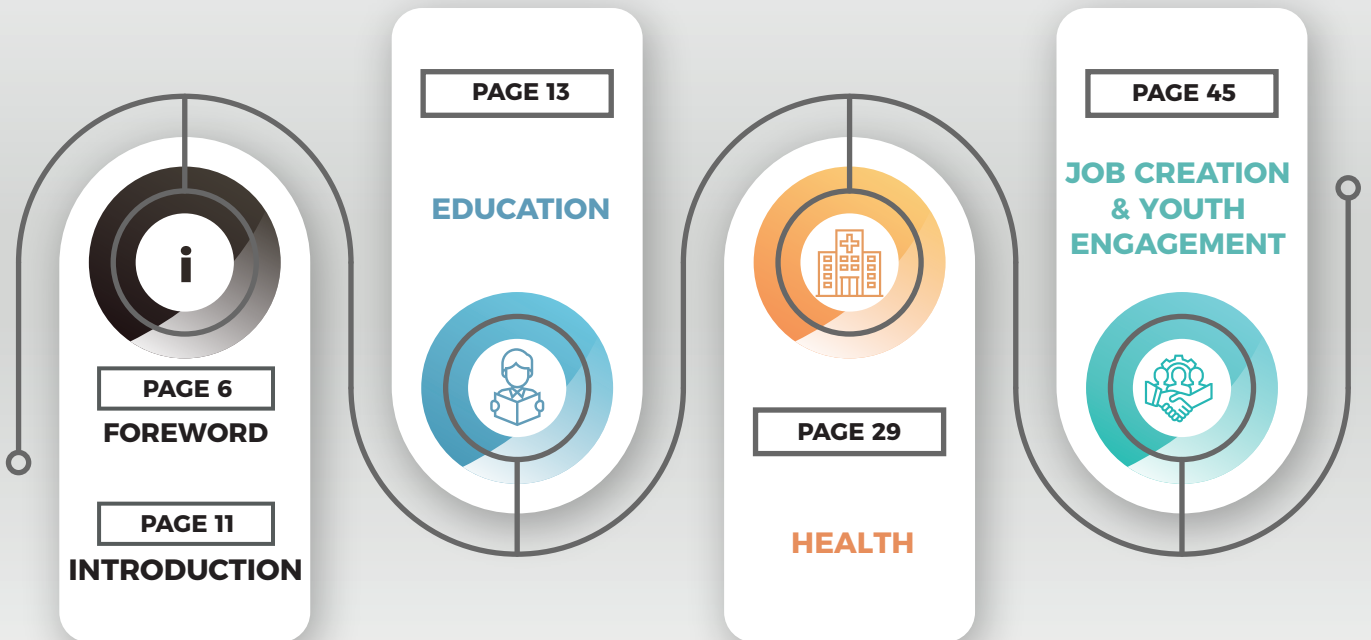 i
PAGE 6
FOREWORD
PAGE 11
INTRODUCTION
PAGE 13
EDUCATION
PAGE 29
HEALTH
PAGE 45
JOB CREATION
& YOUTH
ENGAGEMENT